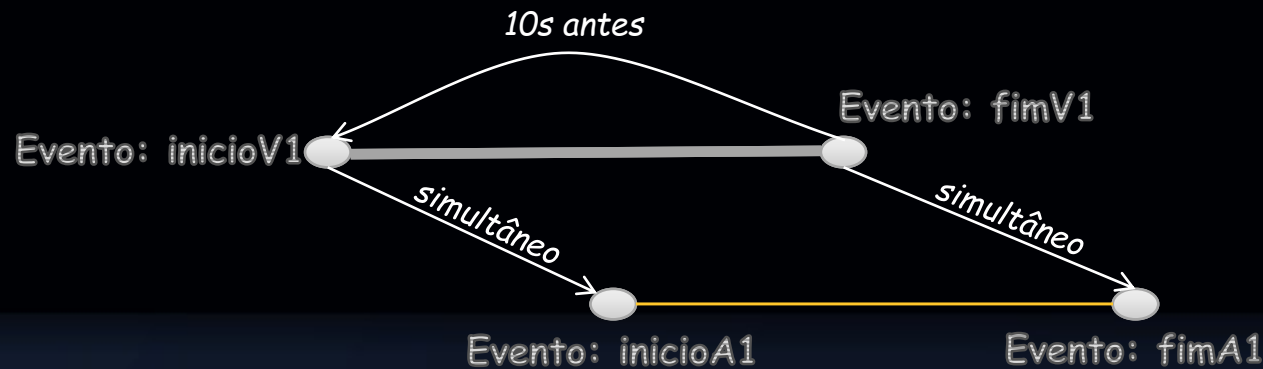 10s antes
Evento: fimV1
Evento: inicioV1
simultâneo
simultâneo
Evento: inicioA1
Evento: fimA1